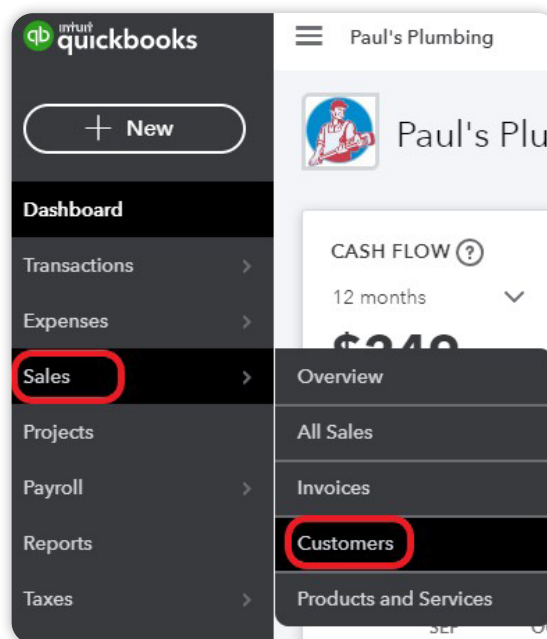 intuit
quickbooks
Paul's Plumbing
+ New
Paul's Plu
Dashboard
Transactions
CASH FLOW ?
12 months
Expenses
Sales
Overview
Projects
All Sales
Payroll
Invoices
Reports
Customers
Taxes
Products and Services
SEP